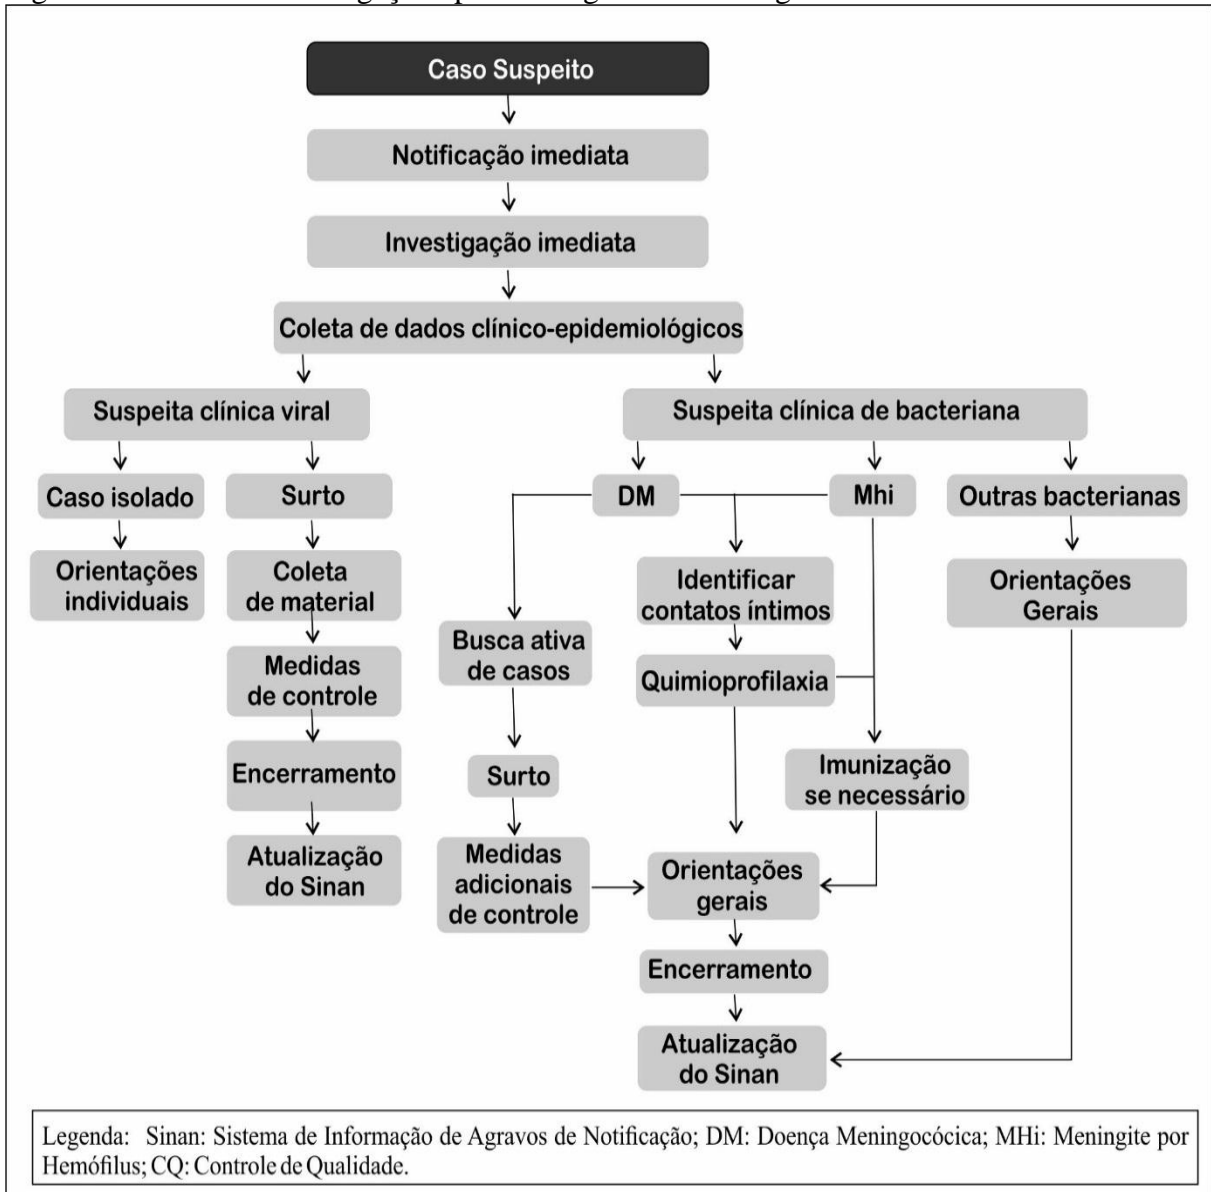 Caso Suspeito
Notificação imediata
Investigação imediata
Coleta de dados clínico-epidemiológicos
Suspeita clínica viral
Suspeita clínica de bacteriana
Caso isolado
Surto
DM
Mhi
Outras bacterianas
Orientações
individuais
Coleta
de material
Identificar
contatos íntimos
Orientações
Gerais
Busca ativa
de casos
Medidas
de controle
Quimioprofilaxia
Encerramento
Surto
Imunização
se necessário
Atualização
do Sinan
Medidas
adicionais
de controle
Orientações
gerais
Encerramento
Atualização
do Sinan
Legenda: Sinan: Sistema de Informação de Agravos de Notificação; DM: Doença Meningocócica; MHi: Meningite por
Hemófilus; CQ: Controle de Qualidade.